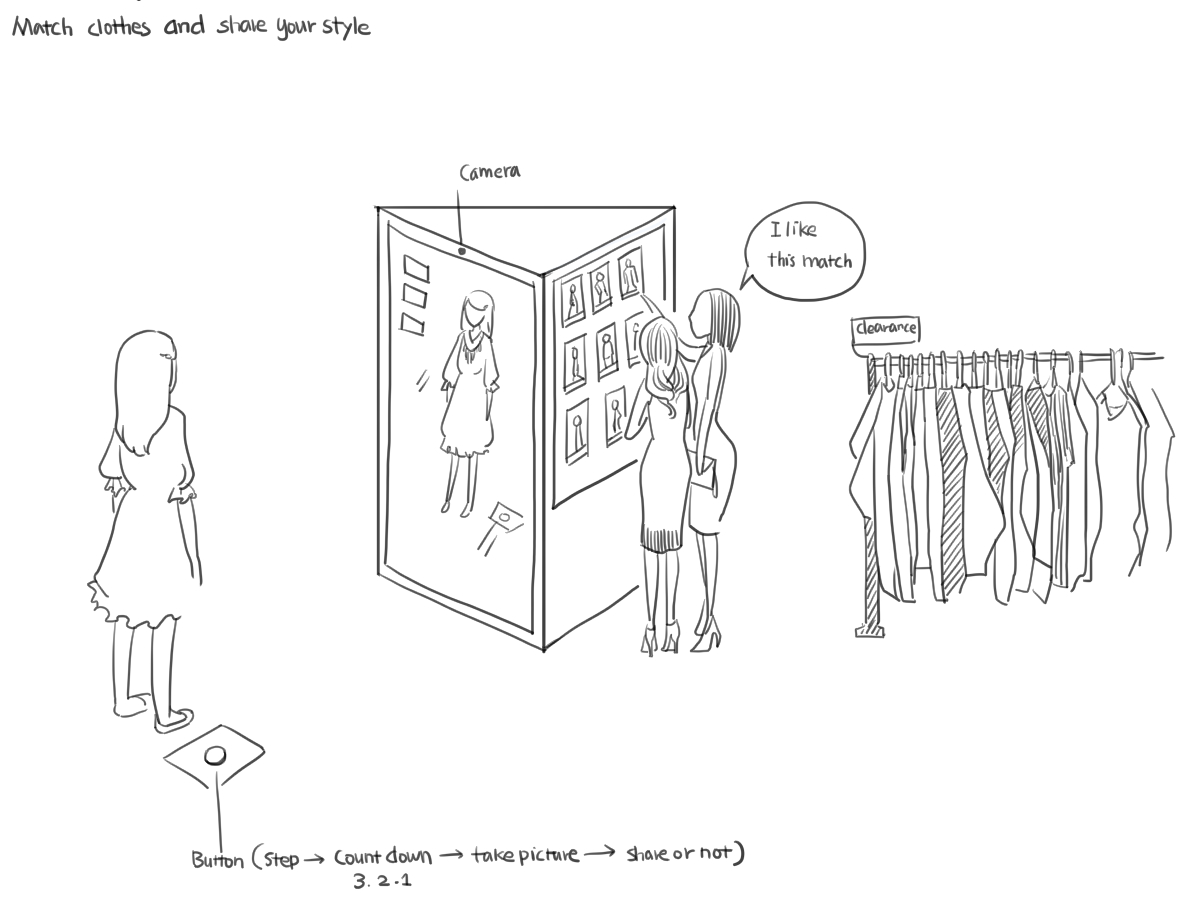 Match clothes and share your style
Camera
I like
this match
clearance
Button (step → count down → take picture → share or not)
3. 2. 1